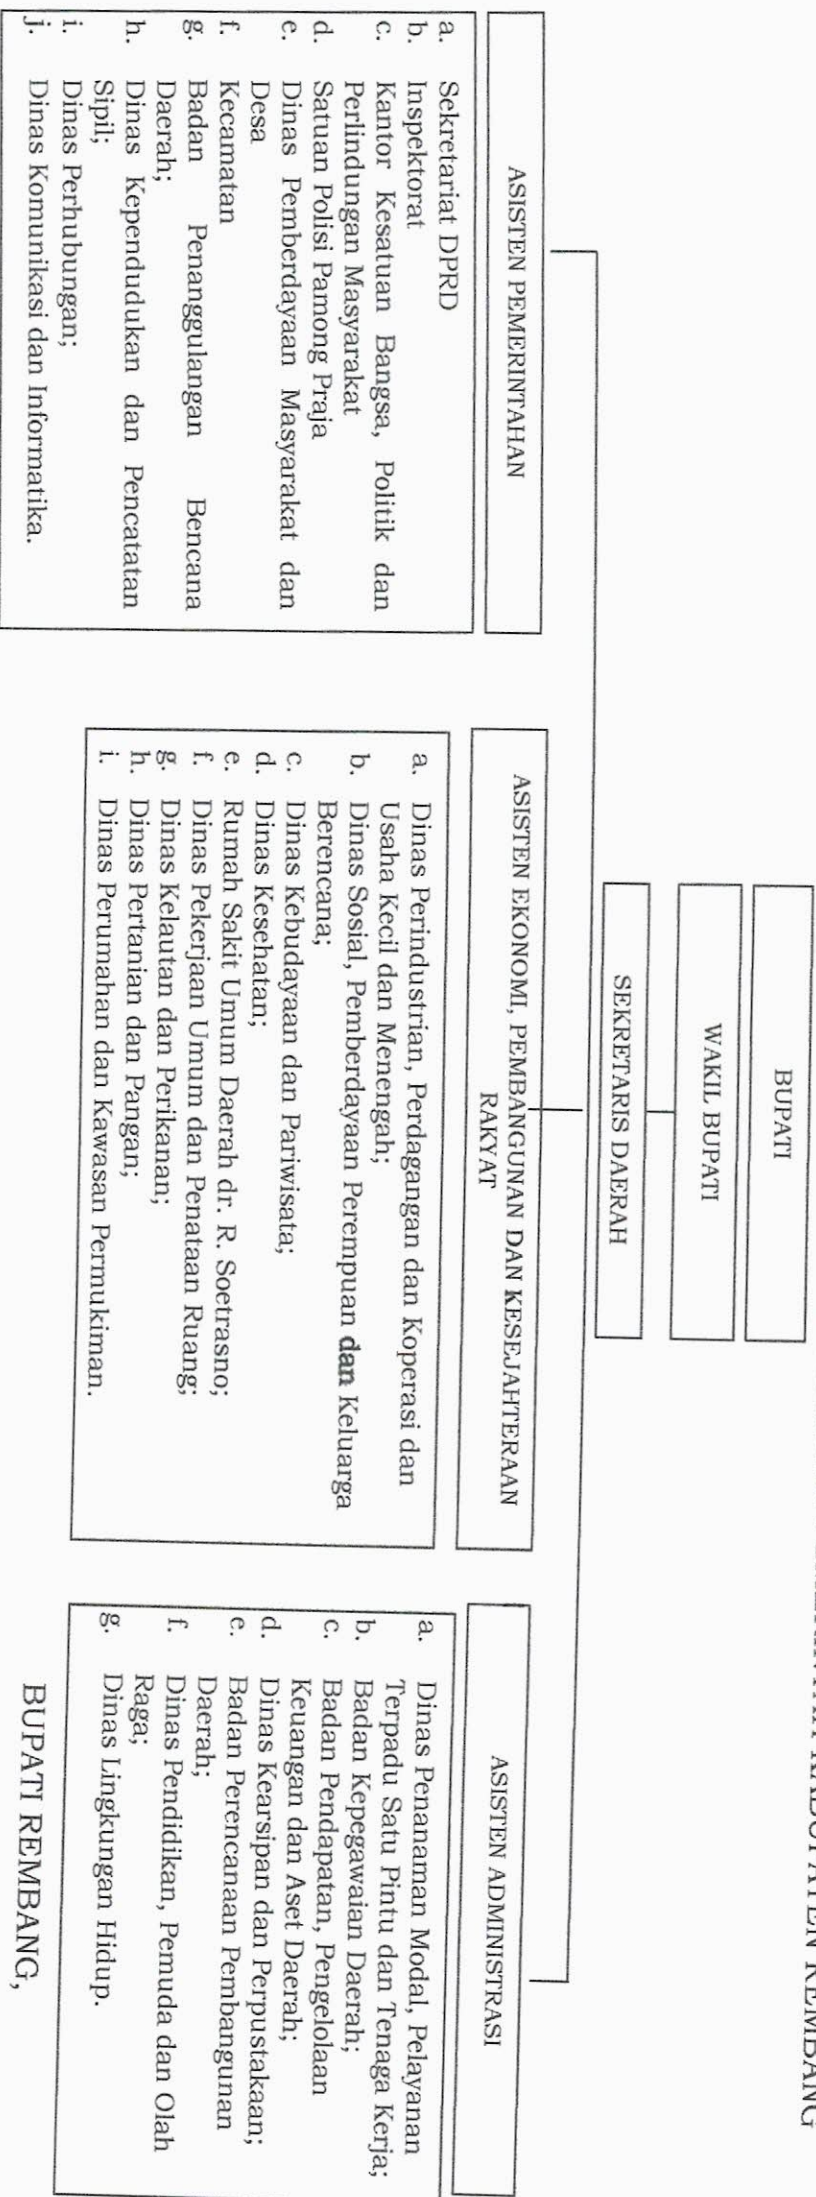 KABUPATEN REMBANG
BUPATI
WAKIL BUPATI
SEKRETARIS DAERAH
ASISTEN PEMERINTAHAN
a. Sekretariat DPRD
b. Inspektorat
c. Kantor Kesatuan Bangsa, Politik dan
Perlindungan Masyarakat
d. Satuan Polisi Pamong Praja
e. Dinas Pemberdayaan Masyarakat dan
Desa
f. Kecamatan
g. Badan Penanggulangan Bencana
Daerah;
h. Dinas Kependudukan dan Pencatatan
Sipil;
i. Dinas Perhubungan;
j. Dinas Komunikasi dan Informatika.
ASISTEN EKONOMI, PEMBANGUNAN DAN KESEJAHTERAAN
RAKYAT
a. Dinas Perindustrian, Perdagangan dan Koperasi dan
Usaha Kecil dan Menengah;
b. Dinas Sosial, Pemberdayaan Perempuan dan Keluarga
Berencana;
c. Dinas Kebudayaan dan Pariwisata;
d. Dinas Kesehatan;
e. Rumah Sakit Umum Daerah dr. R. Soetrasno;
f. Dinas Pekerjaan Umum dan Penataan Ruang;
g. Dinas Kelautan dan Perikanan;
h. Dinas Pertanian dan Pangan;
i. Dinas Perumahan dan Kawasan Permukiman.
ASISTEN ADMINISTRASI
a. Dinas Penanaman Modal, Pelayanan
Terpadu Satu Pintu dan Tenaga Kerja;
b. Badan Kepegawaian Daerah;
c. Badan Pendapatan, Pengelolaan
Keuangan dan Aset Daerah;
d. Dinas Kearsipan dan Perpustakaan;
e. Badan Perencanaan Pembangunan
Daerah;
f. Dinas Pendidikan, Pemuda dan Olah
Raga;
g. Dinas Lingkungan Hidup.
BUPATI REMBANG,